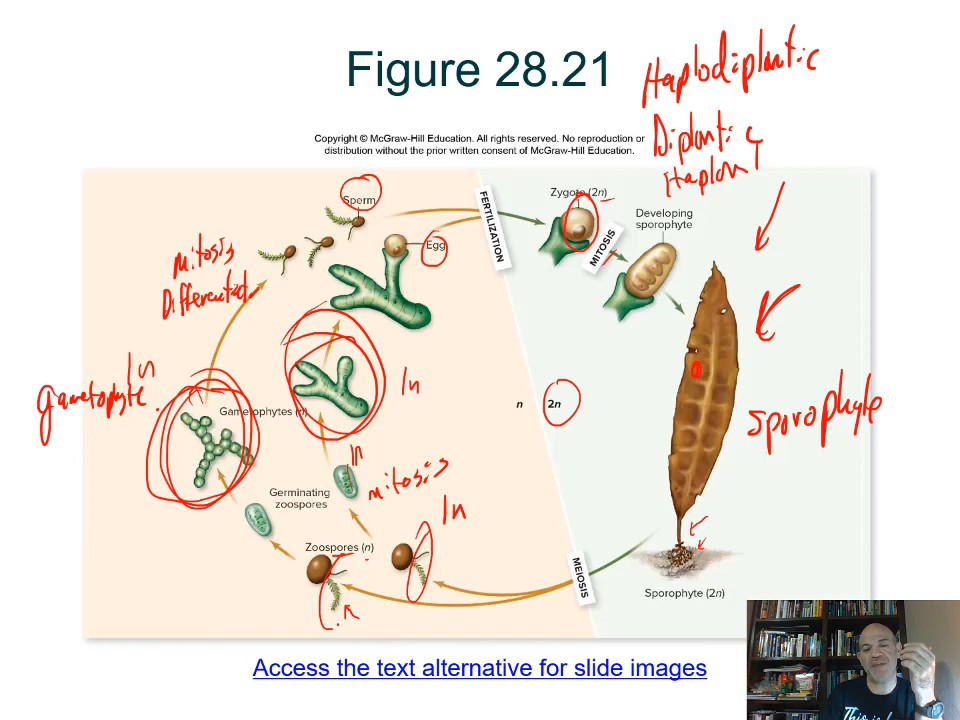 Figure 28.21
Haplodiplontic
Diplontic
Haplont
Copyright © McGraw-Hill Education. All rights reserved. No reproduction or
distribution without the prior written consent of McGraw-Hill Education.
Sperm
Egg
FERTILIZATION
Zygote (2n)
MITOSIS
Developing
sporophyte
mitosis
Differentiat
1n
gametophyte
Gametophytes (n)
1n
n
2n
sporophyte
Germinating
zoospores
1n
mitosis
1n
Zoospores (n)
MEIOSIS
Sporophyte (2n)
Access the text alternative for slide images
This is